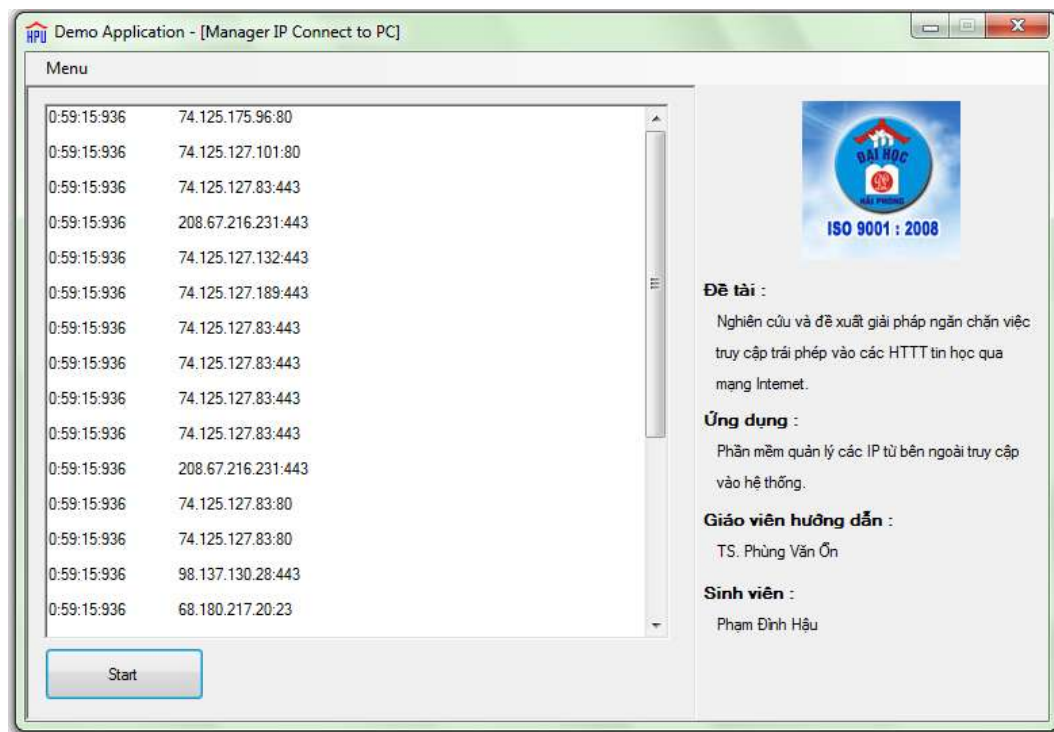 HPU Demo Application - [Manager IP Connect to PC]
Menu
0:59:15:936 74.125.175.96:80
0:59:15:936 74.125.127.101:80
0:59:15:936 74.125.127.83:443
0:59:15:936 208.67.216.231:443
0:59:15:936 74.125.127.132:443
0:59:15:936 74.125.127.189:443
0:59:15:936 74.125.127.83:443
0:59:15:936 74.125.127.83:443
0:59:15:936 74.125.127.83:443
0:59:15:936 74.125.127.83:443
0:59:15:936 208.67.216.231:443
0:59:15:936 74.125.127.83:80
0:59:15:936 74.125.127.83:80
0:59:15:936 98.137.130.28:443
0:59:15:936 68.180.217.20:23
Start
ĐẠI HỌC
HẢI PHÒNG
ISO 9001 : 2008
Đề tài :
Nghiên cứu và đề xuất giải pháp ngăn chặn việc
truy cập trái phép vào các HTTT tin học qua
mạng Internet.
Ứng dụng :
Phần mềm quản lý các IP từ bên ngoài truy cập
vào hệ thống.
Giáo viên hướng dẫn :
TS. Phùng Văn Ổn
Sinh viên :
Phạm Đình Hậu